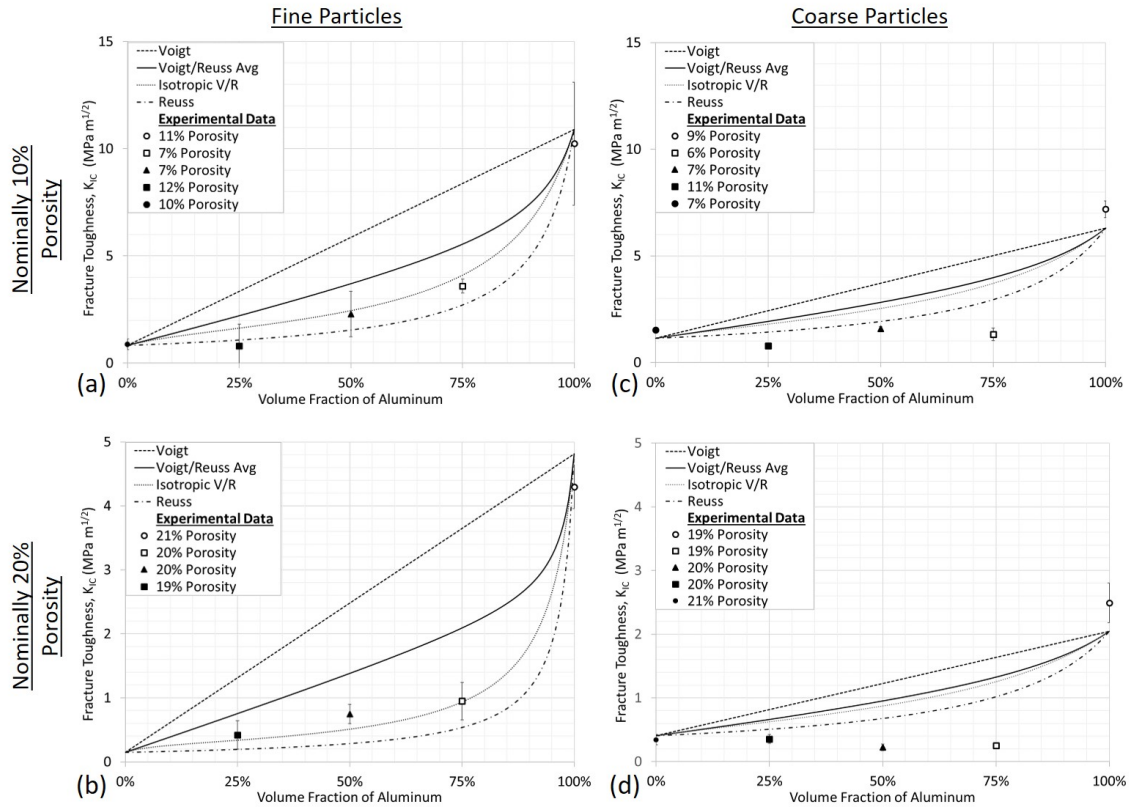 Fine Particles
Coarse Particles
Nominally 10%
Porosity
Nominally 20%
Porosity
15
10
5
0
Fracture Toughness, K_IC (MPa m^1/2)
Voigt
Voigt/Reuss Avg
Isotropic V/R
Reuss
Experimental Data
11% Porosity
7% Porosity
7% Porosity
12% Porosity
10% Porosity
0% 25% 50% 75% 100%
Volume Fraction of Aluminum
(a)
15
10
5
0
Fracture Toughness, K_IC (MPa m^1/2)
Voigt
Voigt/Reuss Avg
Isotropic V/R
Reuss
Experimental Data
9% Porosity
6% Porosity
7% Porosity
11% Porosity
7% Porosity
0% 25% 50% 75% 100%
Volume Fraction of Aluminum
(c)
5
4
3
2
1
0
Fracture Toughness, K_IC (MPa m^1/2)
Voigt
Voigt/Reuss Avg
Isotropic V/R
Reuss
Experimental Data
21% Porosity
20% Porosity
20% Porosity
19% Porosity
0% 25% 50% 75% 100%
Volume Fraction of Aluminum
(b)
5
4
3
2
1
0
Fracture Toughness, K_IC (MPa m^1/2)
Voigt
Voigt/Reuss Avg
Isotropic V/R
Reuss
Experimental Data
19% Porosity
19% Porosity
20% Porosity
20% Porosity
21% Porosity
0% 25% 50% 75% 100%
Volume Fraction of Aluminum
(d)